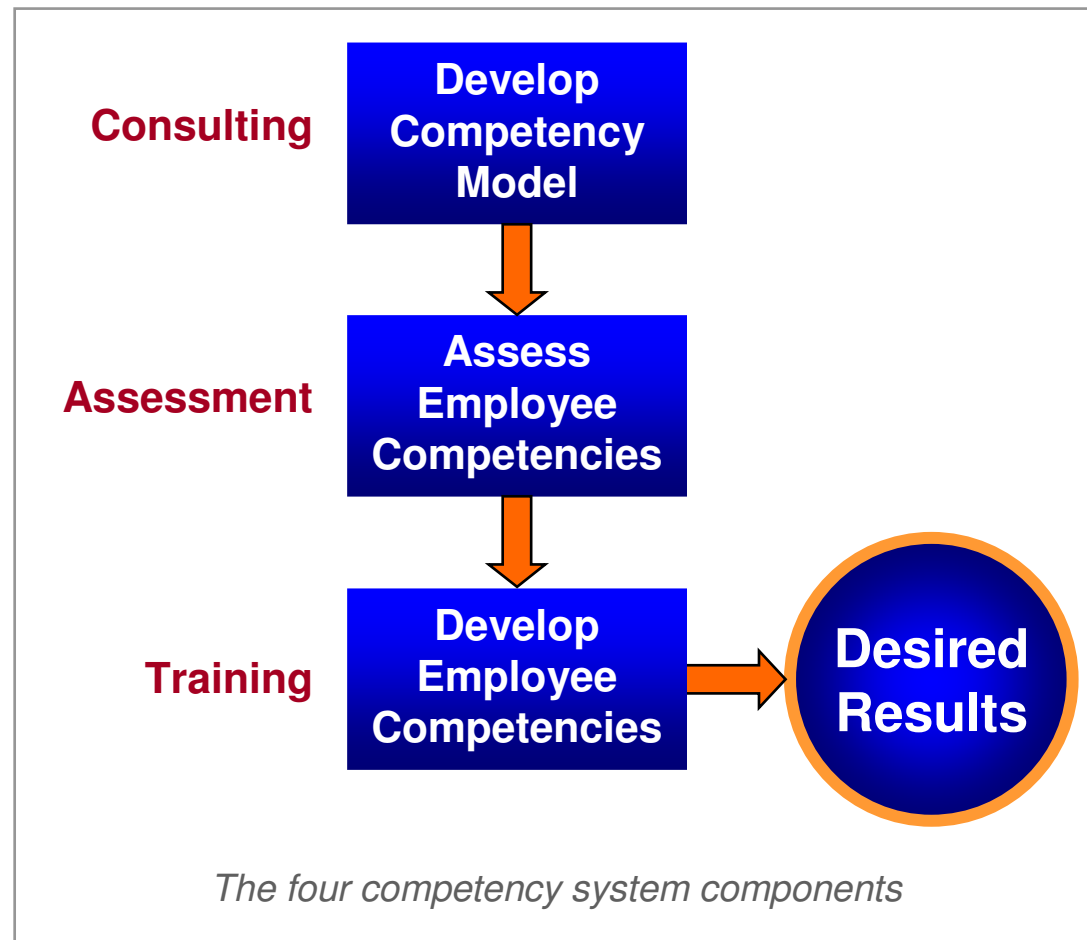 Consulting
Develop
Competency
Model
Assessment
Assess
Employee
Competencies
Training
Develop
Employee
Competencies
Desired
Results
The four competency system components